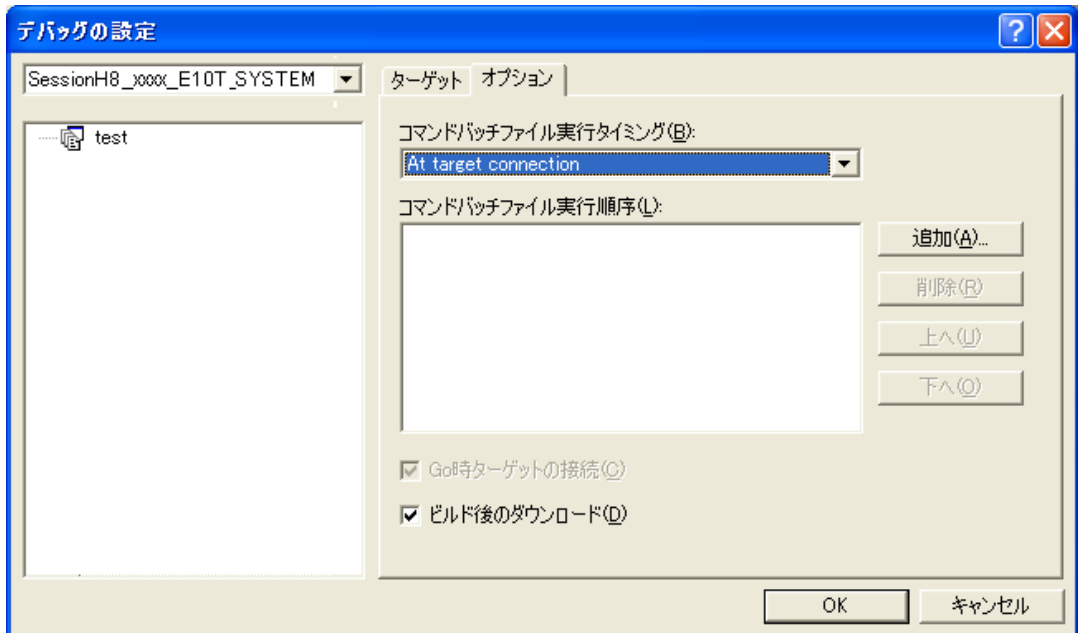 デバッグの設定
SessionH8_xxxx_E10T_SYSTEM
test
ターゲット オプション
コマンドバッチファイル実行タイミング(B):
At target connection
コマンドバッチファイル実行順序(L):
追加(A)...
削除(R)
上へ(U)
下へ(O)
Go時ターゲットの接続(C)
ビルド後のダウンロード(D)
OK キャンセル